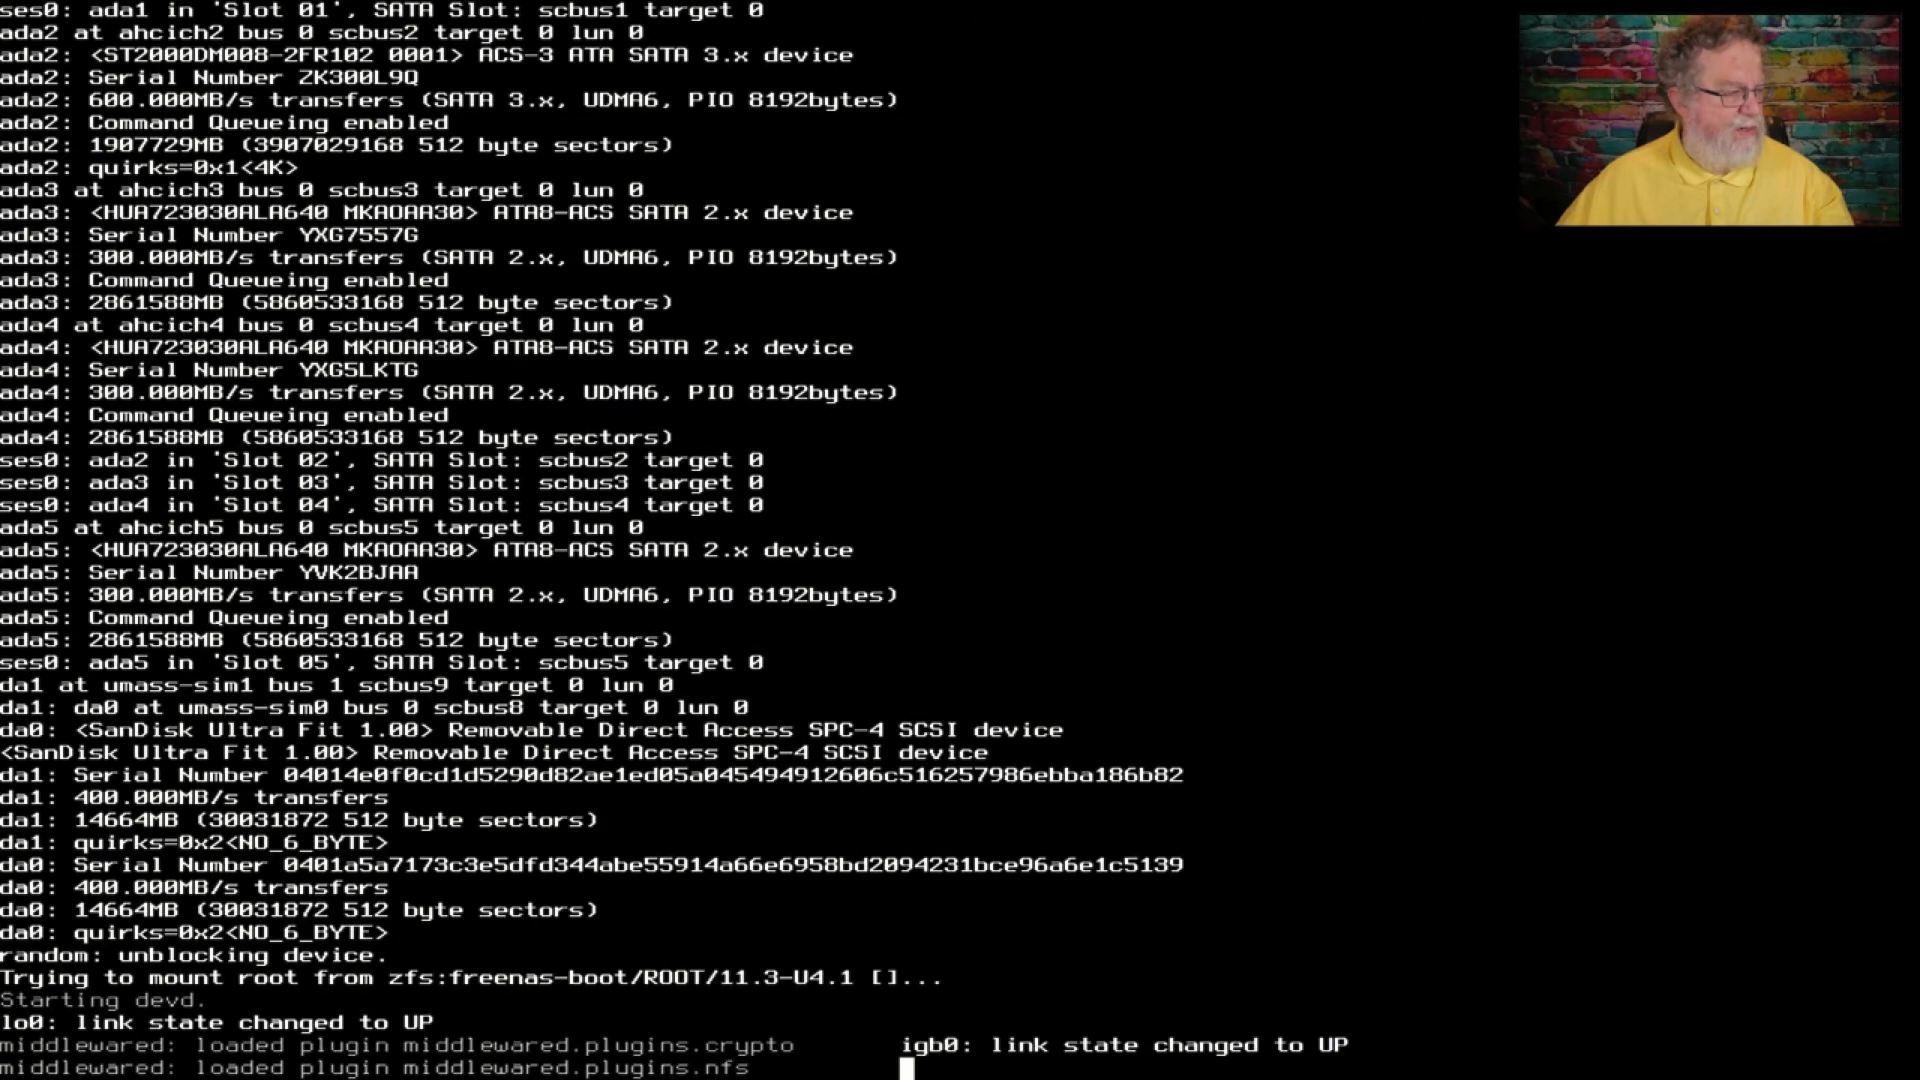 ses0: ada1 in 'Slot 01', SATA Slot: scbus1 target 0
ada2 at ahcich2 bus 0 scbus2 target 0 lun 0
ada2: <ST2000DM008-2FR102 0001> ACS-3 ATA SATA 3.x device
ada2: Serial Number ZK300L9Q
ada2: 600.000MB/s transfers (SATA 3.x, UDMA6, PIO 8192bytes)
ada2: Command Queueing enabled
ada2: 1907729MB (3907029168 512 byte sectors)
ada2: quirks=0x1<4K>
ada3 at ahcich3 bus 0 scbus3 target 0 lun 0
ada3: <HUA723030ALA640 MKAOAA30> ATA8-ACS SATA 2.x device
ada3: Serial Number YXG7557G
ada3: 300.000MB/s transfers (SATA 2.x, UDMA6, PIO 8192bytes)
ada3: Command Queueing enabled
ada3: 2861588MB (5860533168 512 byte sectors)
ada4 at ahcich4 bus 0 scbus4 target 0 lun 0
ada4: <HUA723030ALA640 MKAOAA30> ATA8-ACS SATA 2.x device
ada4: Serial Number YXG5LKTG
ada4: 300.000MB/s transfers (SATA 2.x, UDMA6, PIO 8192bytes)
ada4: Command Queueing enabled
ada4: 2861588MB (5860533168 512 byte sectors)
ses0: ada2 in 'Slot 02', SATA Slot: scbus2 target 0
ses0: ada3 in 'Slot 03', SATA Slot: scbus3 target 0
ses0: ada4 in 'Slot 04', SATA Slot: scbus4 target 0
ada5 at ahcich5 bus 0 scbus5 target 0 lun 0
ada5: <HUA723030ALA640 MKAOAA30> ATA8-ACS SATA 2.x device
ada5: Serial Number YVK2BJAA
ada5: 300.000MB/s transfers (SATA 2.x, UDMA6, PIO 8192bytes)
ada5: Command Queueing enabled
ada5: 2861588MB (5860533168 512 byte sectors)
ses0: ada5 in 'Slot 05', SATA Slot: scbus5 target 0
da1 at umass-sim1 bus 1 scbus9 target 0 lun 0
da1: da0 at umass-sim0 bus 0 scbus8 target 0 lun 0
da0: <SanDisk Ultra Fit 1.00> Removable Direct Access SPC-4 SCSI device
<SanDisk Ultra Fit 1.00> Removable Direct Access SPC-4 SCSI device
da1: Serial Number 04014e0f0cd1d5290d82ae1ed05a045494912606c516257986ebba186b82
da1: 400.000MB/s transfers
da1: 14664MB (30031872 512 byte sectors)
da1: quirks=0x2<NO_6_BYTE>
da0: Serial Number 0401a5a7173c3e5dfd344abe55914a66e6958bd2094231bce96a6e1c5139
da0: 400.000MB/s transfers
da0: 14664MB (30031872 512 byte sectors)
da0: quirks=0x2<NO_6_BYTE>
random: unblocking device.
Trying to mount root from zfs:freenas-boot/ROOT/11.3-U4.1 []...
Starting devd.
lo0: link state changed to UP
middlewared: loaded plugin middlewared.plugins.crypto igb0: link state changed to UP
middlewared: loaded plugin middlewared.plugins.nfs